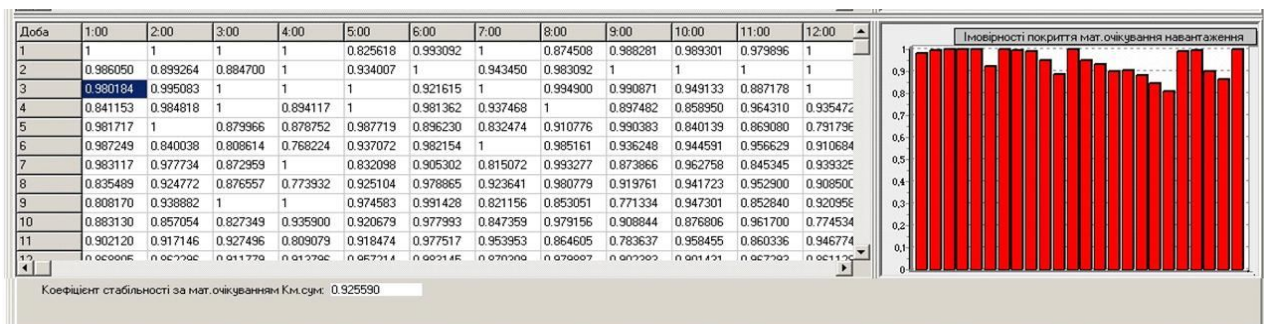 Доба 1:00 2:00 3:00 4:00 5:00 6:00 7:00 8:00 9:00 10:00 11:00 12:00
1 1 1 1 1 0.825618 0.993092 1 0.874508 0.988281 0.989301 0.979896 1
2 0.986050 0.899264 0.884700 1 0.934007 1 0.943450 0.983092 1 1 1 1
3 0.980184 0.995083 1 1 1 0.921615 1 0.994900 0.990871 0.949133 0.887178 1
4 0.841153 0.984818 1 0.894117 1 0.981362 0.937468 1 0.897482 0.858950 0.964310 0.935472
5 0.981717 1 0.879966 0.878752 0.987719 0.896230 0.832474 0.910776 0.990383 0.840139 0.869080 0.791796
6 0.987249 0.840038 0.808614 0.768224 0.937072 0.982154 1 0.985161 0.936248 0.944591 0.956629 0.910684
7 0.983117 0.977734 0.872959 1 0.832098 0.905302 0.815072 0.993277 0.873866 0.962758 0.845345 0.939325
8 0.835489 0.924772 0.876557 0.773932 0.925104 0.978865 0.923641 0.980779 0.919761 0.941723 0.952900 0.908500
9 0.808170 0.938882 1 1 0.974583 0.991428 0.821156 0.853051 0.771334 0.947301 0.852840 0.920958
10 0.883130 0.857054 0.827349 0.935900 0.920679 0.977993 0.847359 0.979156 0.908844 0.876806 0.961700 0.774534
11 0.902120 0.917146 0.927496 0.809079 0.918474 0.977517 0.953953 0.864605 0.783637 0.958455 0.860336 0.946774
12
Імовірності покриття мат.очікування навантаження
1
0,9
0,8
0,7
0,6
0,5
0,4
0,3
0,2
0,1
0
Коефіцієнт стабільності за мат.очікуванням Км.сум: 0.925590